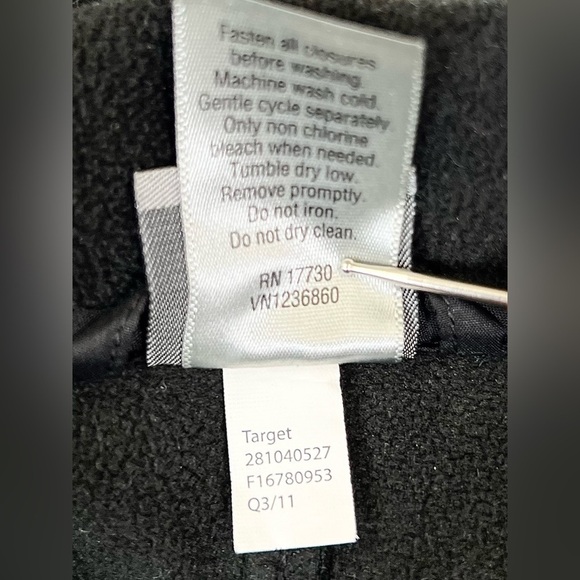 Fasten all closures
before washing.
Machine wash cold.
Gentle cycle separately.
Only non chlorine
bleach when needed.
Tumble dry low.
Remove promptly.
Do not iron.
Do not dry clean.
RN 17730
VN1236860
Target
281040527
F16780953
Q3/11